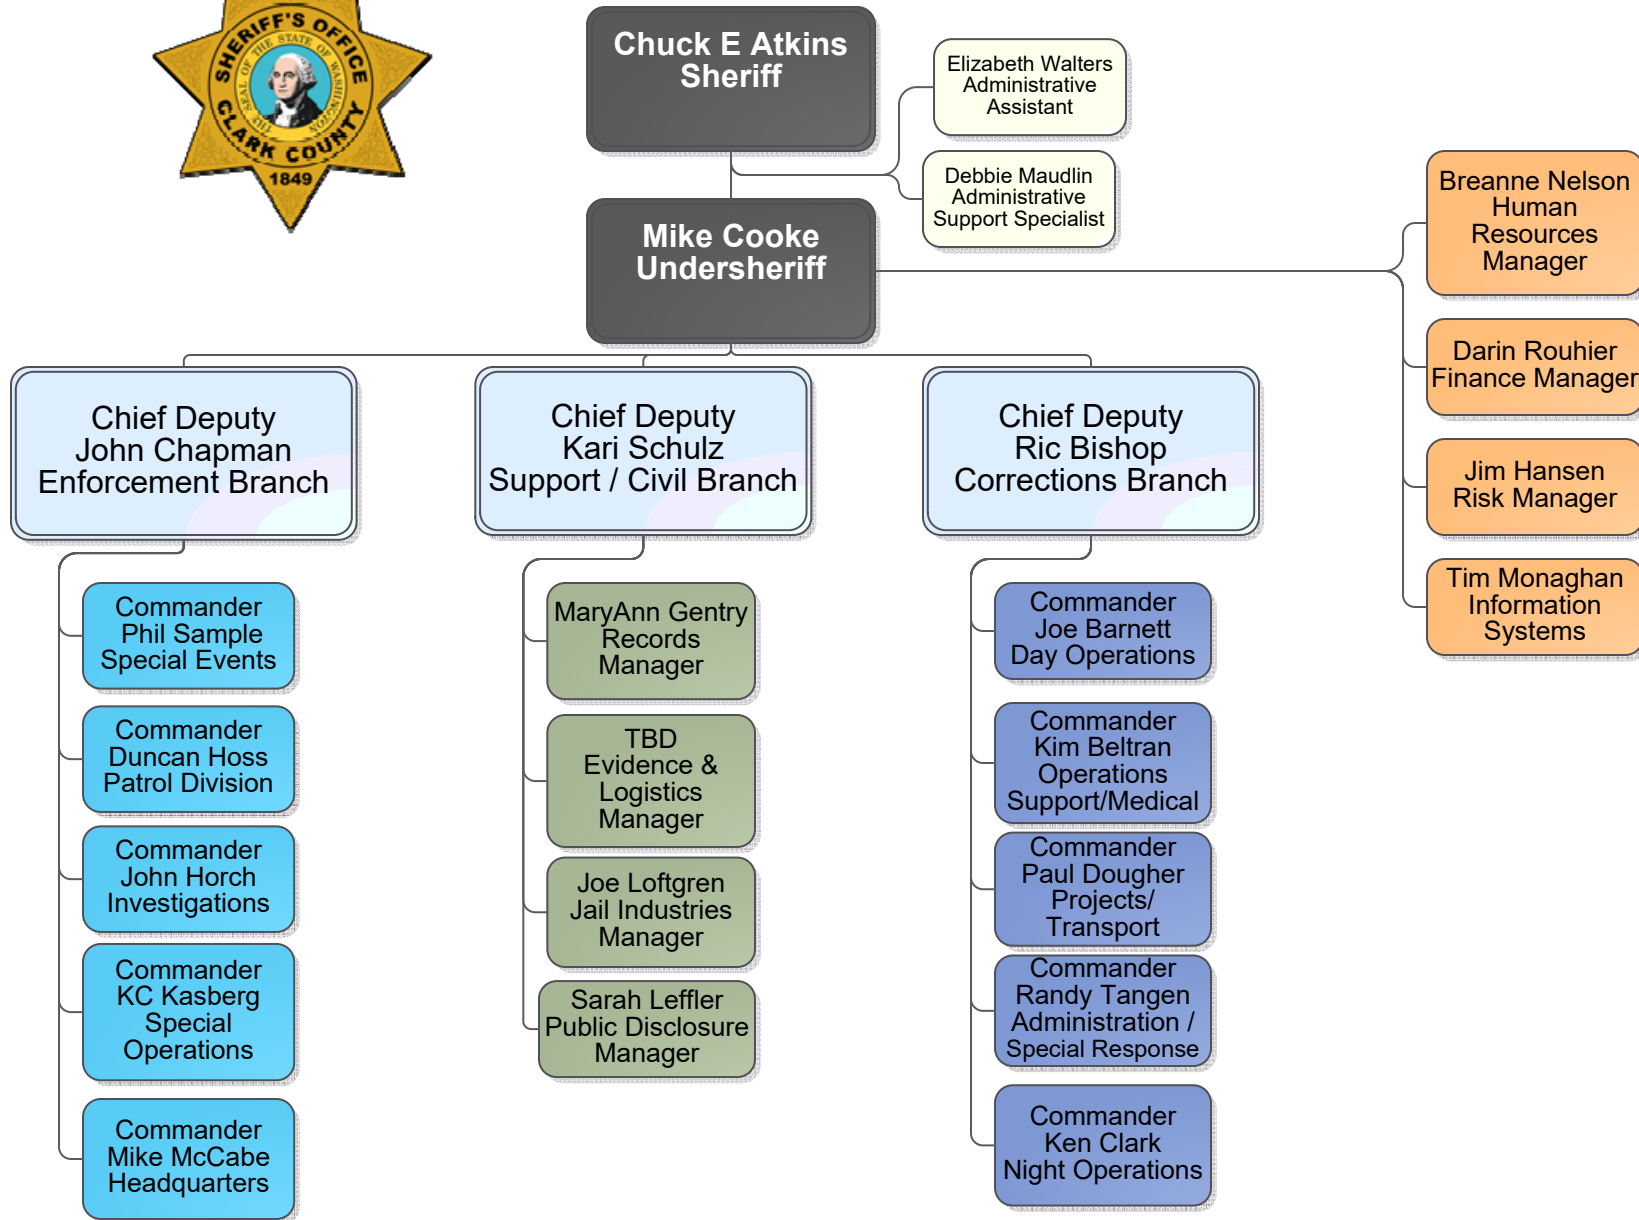 SHERIFF'S OFFICE
THE SEAL OF THE STATE OF WASHINGTON
CLARK COUNTY
1849
Chuck E Atkins
Sheriff
Elizabeth Walters
Administrative
Assistant
Debbie Maudlin
Administrative
Support Specialist
Mike Cooke
Undersheriff
Breanne Nelson
Human
Resources
Manager
Darin Rouhier
Finance Manager
Jim Hansen
Risk Manager
Tim Monaghan
Information
Systems
Chief Deputy
John Chapman
Enforcement Branch
Commander
Phil Sample
Special Events
Commander
Duncan Hoss
Patrol Division
Commander
John Horch
Investigations
Commander
KC Kasberg
Special
Operations
Commander
Mike McCabe
Headquarters
Chief Deputy
Kari Schulz
Support / Civil Branch
MaryAnn Gentry
Records
Manager
TBD
Evidence &
Logistics
Manager
Joe Loftgren
Jail Industries
Manager
Sarah Leffler
Public Disclosure
Manager
Chief Deputy
Ric Bishop
Corrections Branch
Commander
Joe Barnett
Day Operations
Commander
Kim Beltran
Operations
Support/Medical
Commander
Paul Dougher
Projects/
Transport
Commander
Randy Tangen
Administration /
Special Response
Commander
Ken Clark
Night Operations